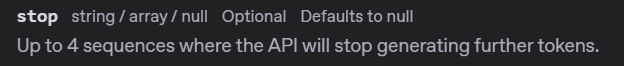 stop string / array / null Optional Defaults to null
Up to 4 sequences where the API will stop generating further tokens.